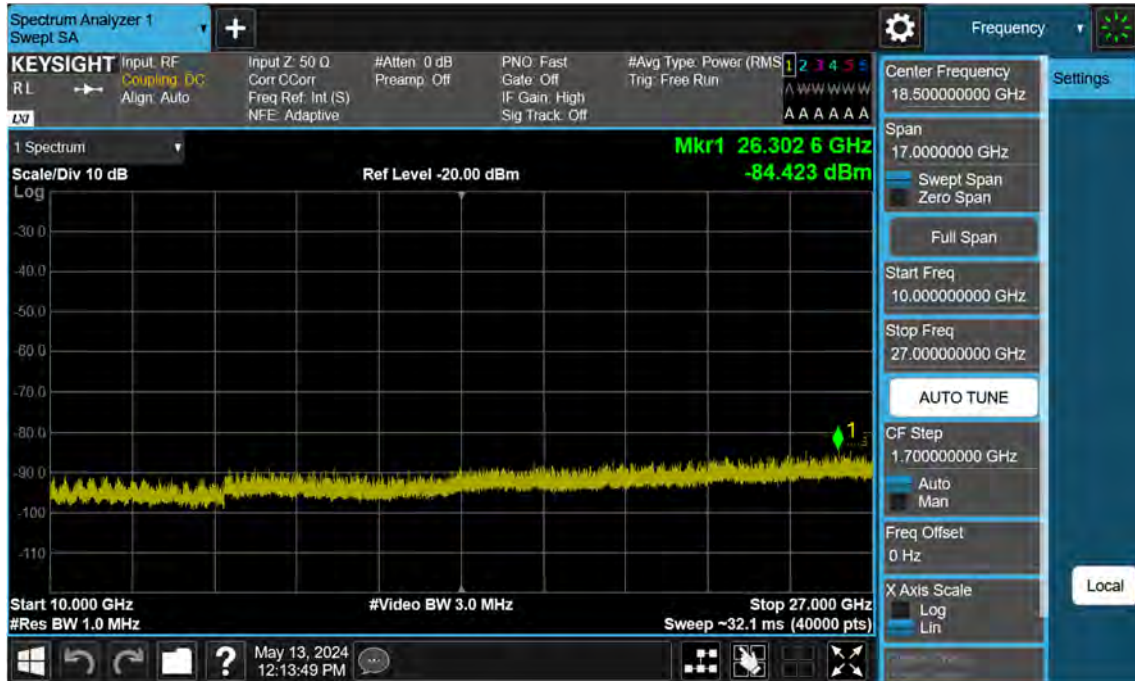 Spectrum Analyzer 1
Swept SA
Frequency
KEYSIGHT
RL
LXI
Input: RF
Coupling: DC
Align: Auto
Input Z: 50 Ω
Corr CCorr
Freq Ref: Int (S)
NFE: Adaptive
#Atten: 0 dB
Preamp: Off
PNO: Fast
Gate: Off
IF Gain: High
Sig Track: Off
#Avg Type: Power (RMS
Trig: Free Run
1 2 3 4 5 6
A W W W W W
A A A A A A
1 Spectrum
Scale/Div 10 dB
Ref Level -20.00 dBm
Mkr1 26.302 6 GHz
-84.423 dBm
Log
-30.0
-40.0
-50.0
-60.0
-70.0
-80.0
-90.0
-100
-110
1
Start 10.000 GHz
#Res BW 1.0 MHz
#Video BW 3.0 MHz
Stop 27.000 GHz
Sweep ~32.1 ms (40000 pts)
Center Frequency
18.500000000 GHz
Span
17.0000000 GHz
Swept Span
Zero Span
Full Span
Start Freq
10.000000000 GHz
Stop Freq
27.000000000 GHz
AUTO TUNE
CF Step
1.700000000 GHz
Auto
Man
Freq Offset
0 Hz
X Axis Scale
Log
Lin
Settings
Local
May 13, 2024
12:13:49 PM